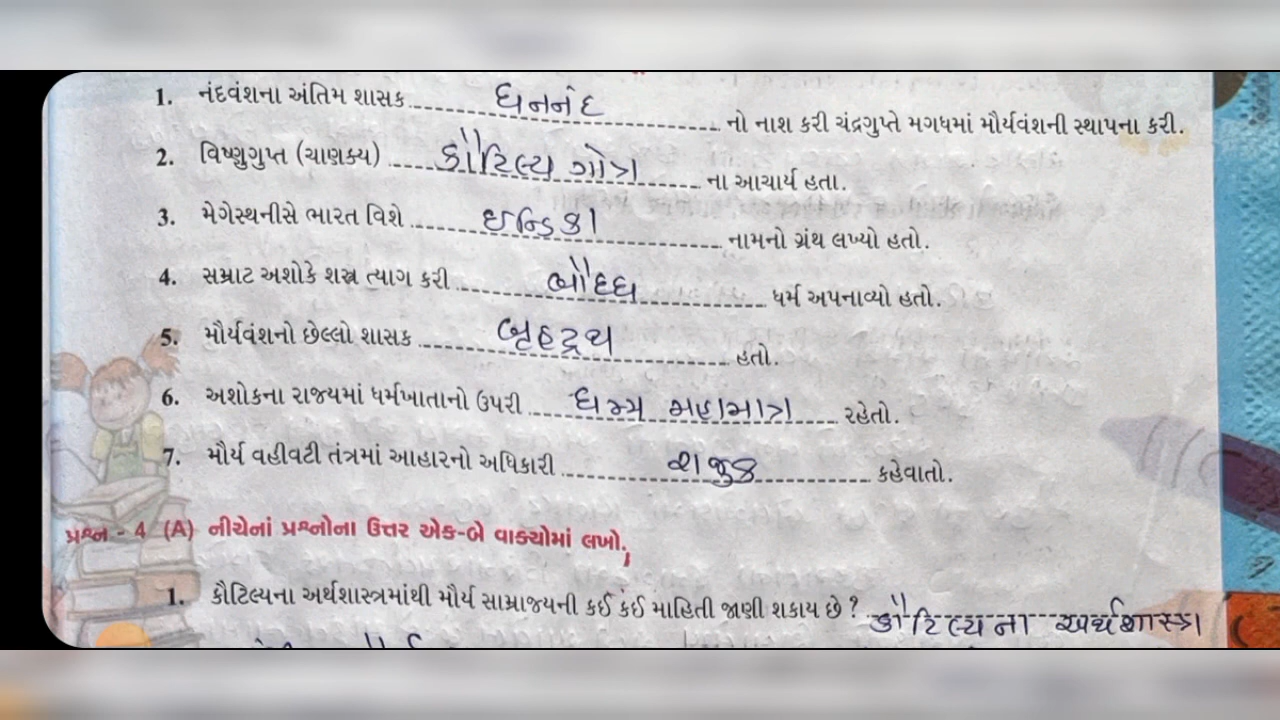 1. નંદવંશના અંતિમ શાસક ધનનંદ નો નાશ કરી ચંદ્રગુપ્તે મગધમાં મૌર્યવંશની સ્થાપના કરી.
2. વિષ્ણુગુપ્ત (ચાણક્ય) કૌટિલ્ય ગોત્ર ના આચાર્ય હતા.
3. મેગેસ્થનીસે ભારત વિશે ઇન્ડિકા નામનો ગ્રંથ લખ્યો હતો.
4. સમ્રાટ અશોકે શસ્ત્ર ત્યાગ કરી બૌદ્ધ ધર્મ અપનાવ્યો હતો.
5. મૌર્યવંશનો છેલ્લો શાસક બૃહદ્રથ હતો.
6. અશોકના રાજ્યમાં ધર્મખાતાનો ઉપરી ધમ્મ મહામાત્ર રહેતો.
7. મૌર્ય વહીવટી તંત્રમાં આહારનો અધિકારી રાજુક કહેવાતો.
પ્રશ્ન - 4 (A) નીચેનાં પ્રશ્નોના ઉત્તર એક-બે વાક્યોમાં લખો.
1. કૌટિલ્યના અર્થશાસ્ત્રમાંથી મૌર્ય સામ્રાજયની કઈ કંઈ માહિતી જાણી શકાય છે ? કૌટિલ્યના અર્થશાસ્ત્રા